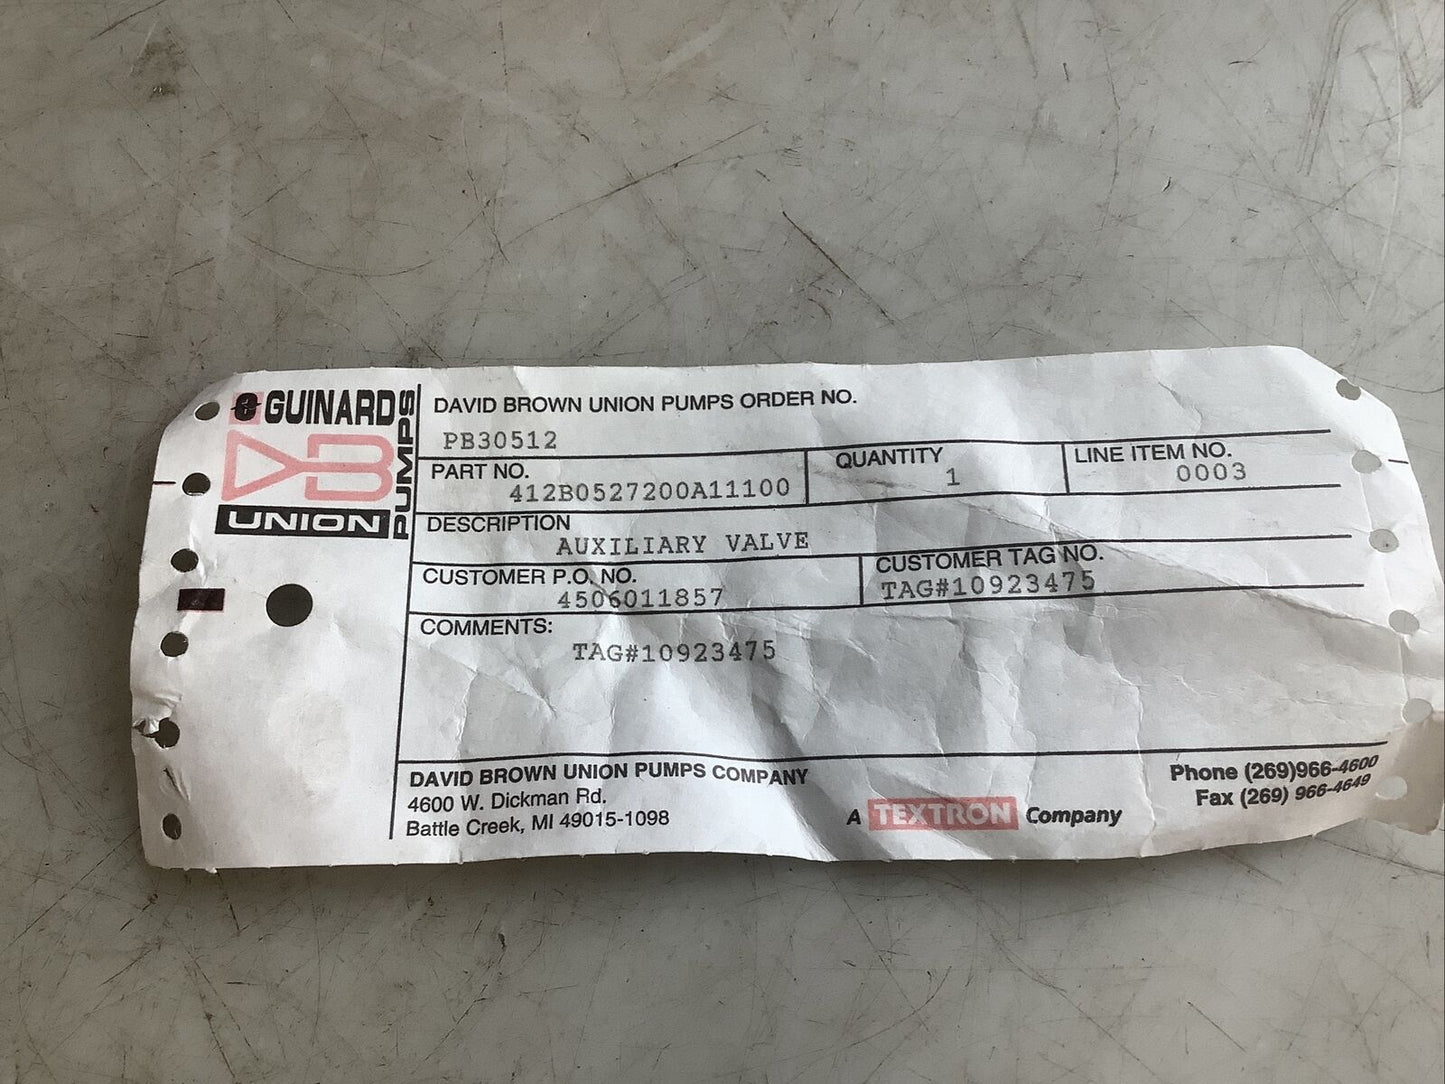 GUINARD
DB
UNION
PUMPS
DAVID BROWN UNION PUMPS ORDER NO.
PB30512
PART NO.
412B0527200A11100
QUANTITY
1
LINE ITEM NO.
0003
DESCRIPTION
AUXILIARY VALVE
CUSTOMER P.O. NO.
4506011857
CUSTOMER TAG NO.
TAG#10923475
COMMENTS:
TAG#10923475
DAVID BROWN UNION PUMPS COMPANY
4600 W. Dickman Rd.
Battle Creek, MI 49015-1098
A TEXTRON Company
Phone (269)966-4600
Fax (269) 966-4649